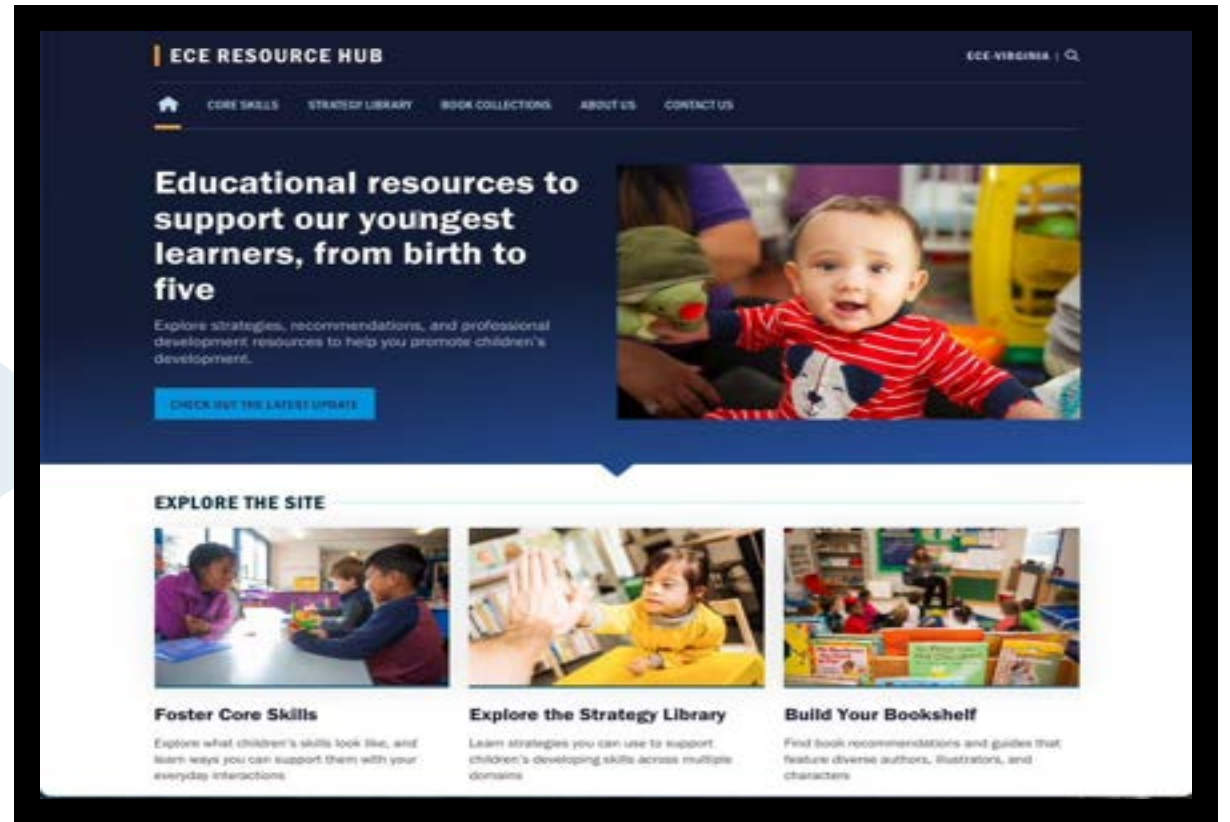 ECE RESOURCE HUB
ECE-VIRGINIA |
CORE SKILLS STRATEGY LIBRARY BOOK COLLECTIONS ABOUT US CONTACT US
Educational resources to
support our youngest
learners, from birth to
five
Explore strategies, recommendations, and professional
development resources to help you promote children's
development.
CHECK OUT THE LATEST UPDATE
EXPLORE THE SITE
Foster Core Skills
Explore what children's skills look like, and
learn ways you can support them with your
everyday interactions
Explore the Strategy Library
Learn strategies you can use to support
children's developing skills across multiple
domains
Build Your Bookshelf
Find book recommendations and guides that
feature diverse authors, illustrators, and
characters